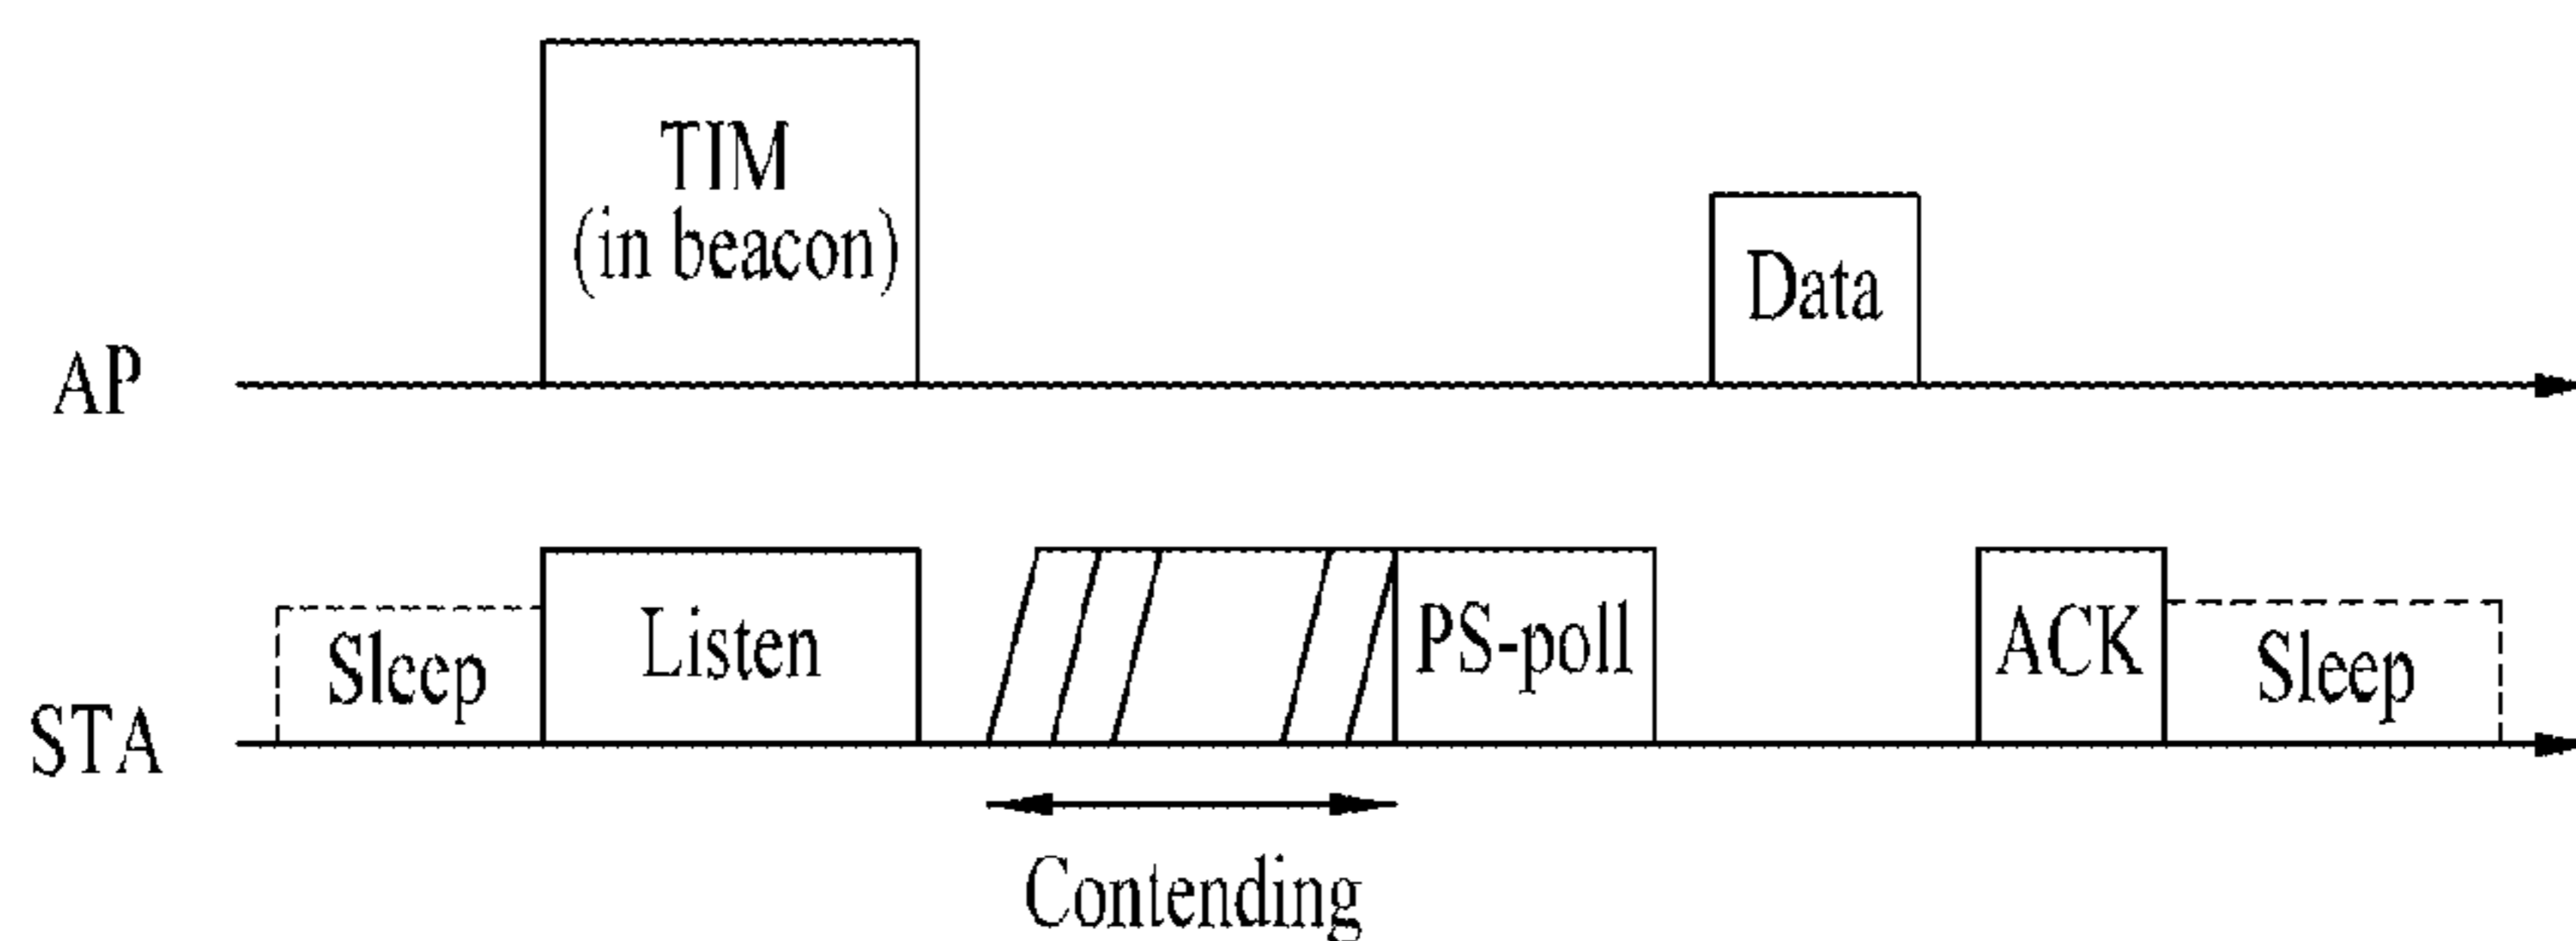 TIM
(in beacon)
Data
AP
Sleep
Listen
PS-poll
ACK
Sleep
STA
Contending